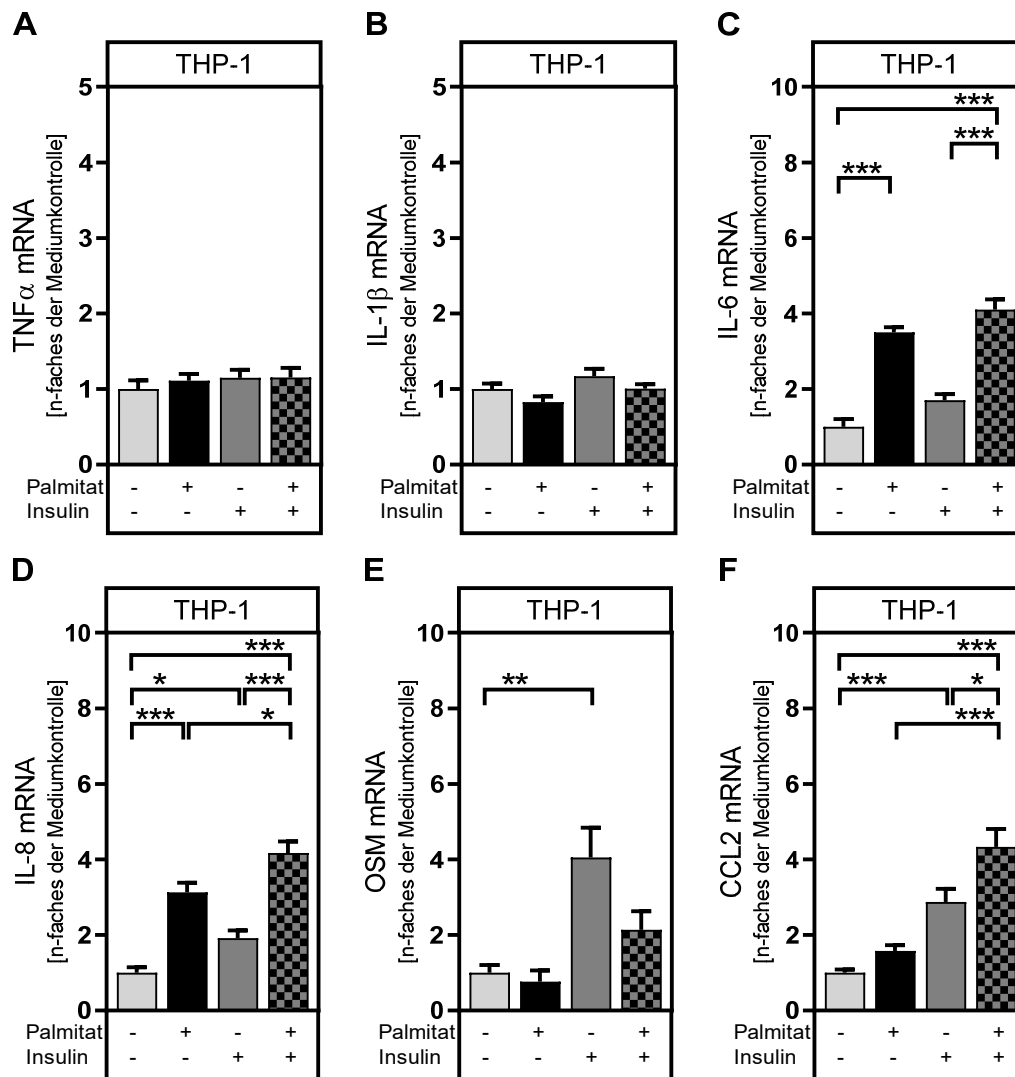 A
THP-1
5
4
3
2
1
0
TNFα mRNA
[n-faches der Mediumkontrolle]
Palmitat - + - +
Insulin - - + +
B
THP-1
5
4
3
2
1
0
IL-1β mRNA
[n-faches der Mediumkontrolle]
Palmitat - + - +
Insulin - - + +
C
THP-1
10
8
6
4
2
0
IL-6 mRNA
[n-faches der Mediumkontrolle]
***
***
***
Palmitat - + - +
Insulin - - + +
D
THP-1
10
8
6
4
2
0
IL-8 mRNA
[n-faches der Mediumkontrolle]
***
* ***
*** *
Palmitat - + - +
Insulin - - + +
E
THP-1
10
8
6
4
2
0
OSM mRNA
[n-faches der Mediumkontrolle]
**
Palmitat - + - +
Insulin - - + +
F
THP-1
10
8
6
4
2
0
CCL2 mRNA
[n-faches der Mediumkontrolle]
***
*** *
***
Palmitat - + - +
Insulin - - + +